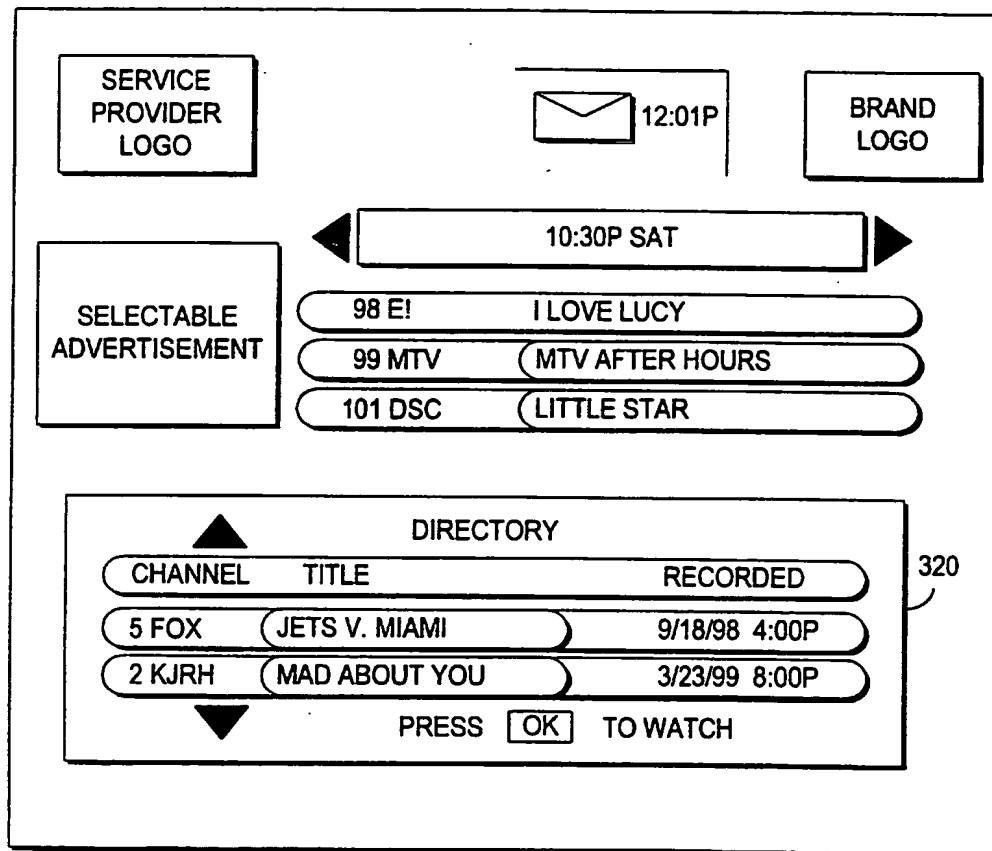 SERVICE
PROVIDER
LOGO
12:01P
BRAND
LOGO
10:30P SAT
SELECTABLE
ADVERTISEMENT
98 E! I LOVE LUCY
99 MTV MTV AFTER HOURS
101 DSC LITTLE STAR
DIRECTORY
CHANNEL TITLE RECORDED
5 FOX JETS V. MIAMI 9/18/98 4:00P
2 KJRH MAD ABOUT YOU 3/23/99 8:00P
PRESS OK TO WATCH
320